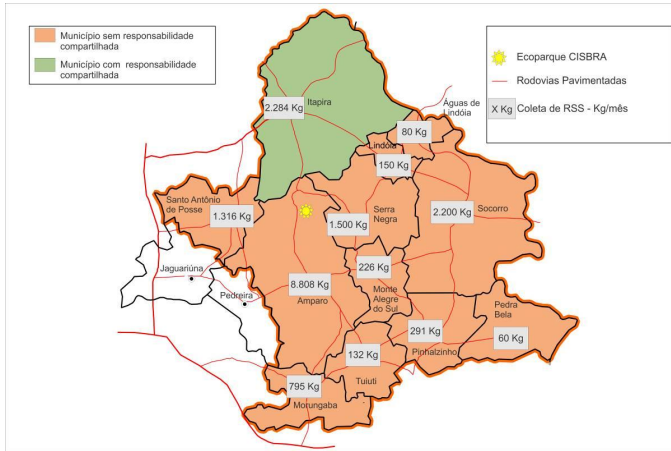 Município sem responsabilidade
compartilhada
Município com responsabilidade
compartilhada
Ecoparque CISBRA
Rodovias Pavimentadas
X Kg
Coleta de RSS - Kg/mês
2.284 Kg
Itapira
Águas de
Lindóia
80 Kg
Lindóia
150 Kg
Santo Antônio
de Posse
1.316 Kg
1.500 Kg
Serra
Negra
2.200 Kg
Socorro
Jaguariúna
Pedreira
8.808 Kg
Amparo
226 Kg
Monte
Alegre
do Sul
Pedra
Bela
291 Kg
Pinhalzinho
60 Kg
132 Kg
Tuiuti
795 Kg
Morungaba